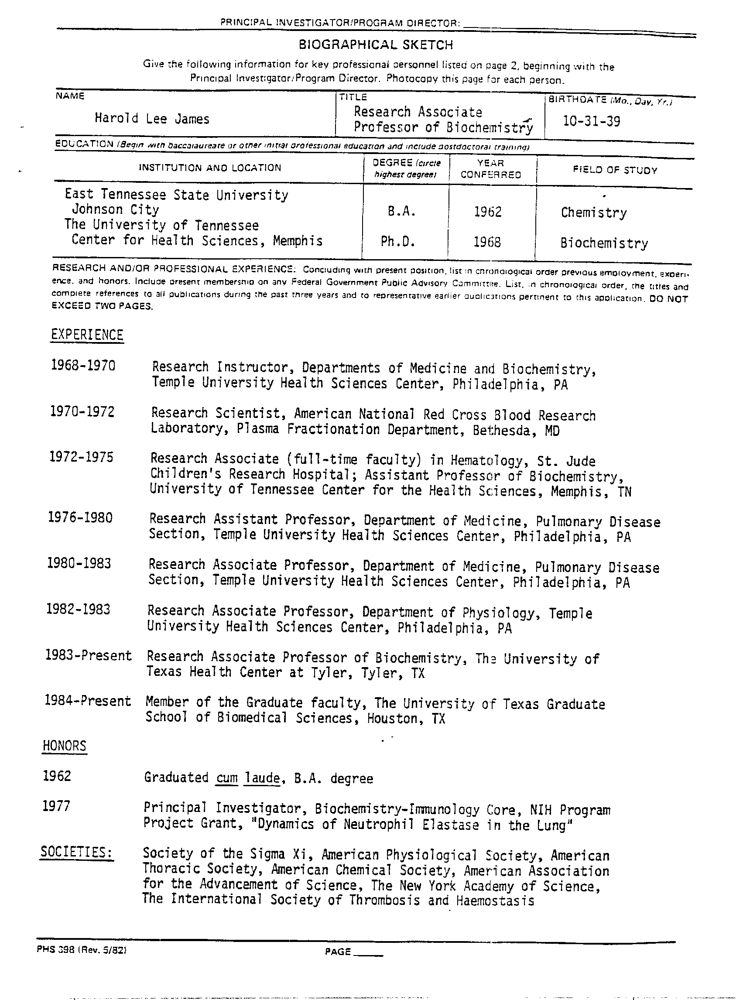 PRINCIPAL INVESTIGATOR/PROGRAM DIRECTOR:
BIOGRAPHICAL SKETCH
Give the following information for key professional personnel listed on page 2, beginning with the
Principal Investigator/Program Director. Photocopy this page for each person.
NAME TITLE BIRTHDATE (Mo., Day, Yr.)
Harold Lee James Research Associate Professor of Biochemistry 10-31-39
EDUCATION (Begin with baccalaureate or other initial professional education and include postdoctoral training)
INSTITUTION AND LOCATION DEGREE (circle highest degree) YEAR CONFERRED FIELD OF STUDY
East Tennessee State University
Johnson City B.A. 1962 Chemistry
The University of Tennessee
Center for Health Sciences, Memphis Ph.D. 1968 Biochemistry
RESEARCH AND/OR PROFESSIONAL EXPERIENCE: Concluding with present position, list in chronological order previous employment, experi-
ence, and honors. Include present membership on any Federal Government Public Advisory Committee. List, in chronological order, the titles and
complete references to all publications during the past three years and to representative earlier publications pertinent to this application. DO NOT
EXCEED TWO PAGES.
EXPERIENCE
1968-1970 Research Instructor, Departments of Medicine and Biochemistry,
Temple University Health Sciences Center, Philadelphia, PA
1970-1972 Research Scientist, American National Red Cross Blood Research
Laboratory, Plasma Fractionation Department, Bethesda, MD
1972-1975 Research Associate (full-time faculty) in Hematology, St. Jude
Children's Research Hospital; Assistant Professor of Biochemistry,
University of Tennessee Center for the Health Sciences, Memphis, TN
1976-1980 Research Assistant Professor, Department of Medicine, Pulmonary Disease
Section, Temple University Health Sciences Center, Philadelphia, PA
1980-1983 Research Associate Professor, Department of Medicine, Pulmonary Disease
Section, Temple University Health Sciences Center, Philadelphia, PA
1982-1983 Research Associate Professor, Department of Physiology, Temple
University Health Sciences Center, Philadelphia, PA
1983-Present Research Associate Professor of Biochemistry, The University of
Texas Health Center at Tyler, Tyler, TX
1984-Present Member of the Graduate faculty, The University of Texas Graduate
School of Biomedical Sciences, Houston, TX
HONORS
1962 Graduated cum laude, B.A. degree
1977 Principal Investigator, Biochemistry-Immunology Core, NIH Program
Project Grant, "Dynamics of Neutrophil Elastase in the Lung"
SOCIETIES: Society of the Sigma Xi, American Physiological Society, American
Thoracic Society, American Chemical Society, American Association
for the Advancement of Science, The New York Academy of Science,
The International Society of Thrombosis and Haemostasis
PHS 398 (Rev. 5/82) PAGE